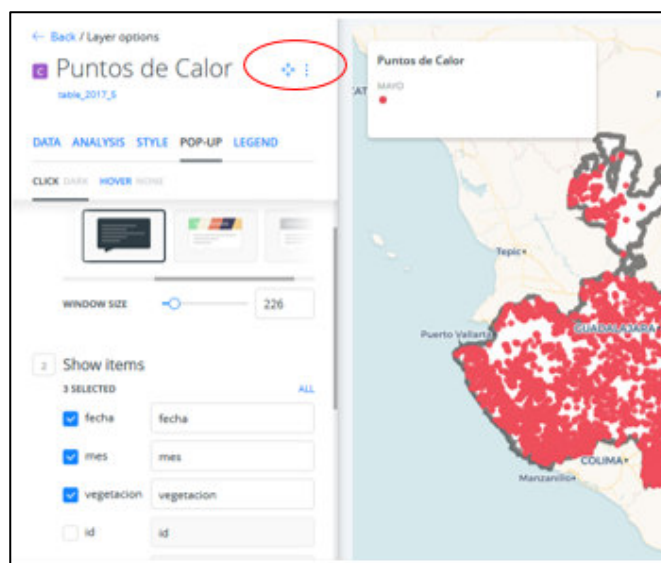 ← Back / Layer options
C Puntos de Calor
table_2017_5
DATA ANALYSIS STYLE POP-UP LEGEND
CLICK DARK HOVER NONE
WINDOW SIZE 226
2 Show items
3 SELECTED ALL
fecha fecha
mes mes
vegetacion vegetacion
id id
Puntos de Calor
MAYO
Tepic
Puerto Vallarta
GUADALAJARA
COLIMA
Manzanillo